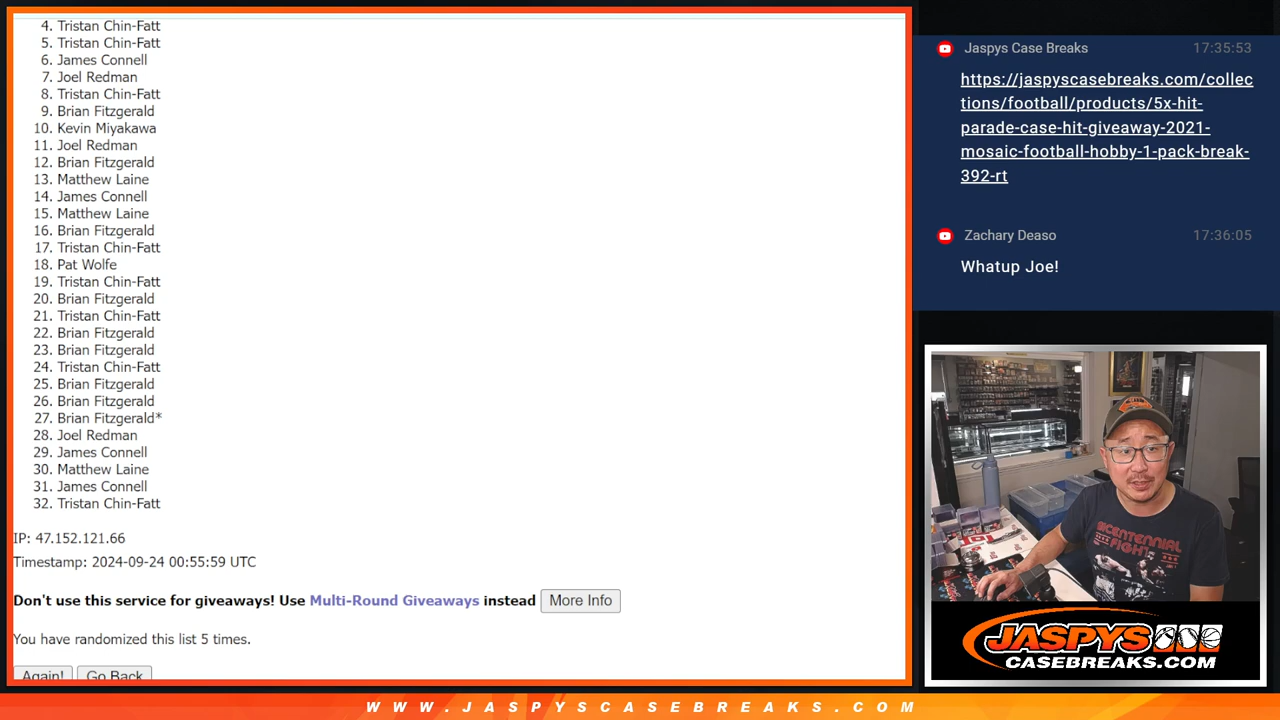 4. Tristan Chin-Fatt
5. Tristan Chin-Fatt
6. James Connell
7. Joel Redman
8. Tristan Chin-Fatt
9. Brian Fitzgerald
10. Kevin Miyakawa
11. Joel Redman
12. Brian Fitzgerald
13. Matthew Laine
14. James Connell
15. Matthew Laine
16. Brian Fitzgerald
17. Tristan Chin-Fatt
18. Pat Wolfe
19. Tristan Chin-Fatt
20. Brian Fitzgerald
21. Tristan Chin-Fatt
22. Brian Fitzgerald
23. Brian Fitzgerald
24. Tristan Chin-Fatt
25. Brian Fitzgerald
26. Brian Fitzgerald
27. Brian Fitzgerald*
28. Joel Redman
29. James Connell
30. Matthew Laine
31. James Connell
32. Tristan Chin-Fatt
IP: 47.152.121.66
Timestamp: 2024-09-24 00:55:59 UTC
Don't use this service for giveaways! Use Multi-Round Giveaways instead More Info
You have randomized this list 5 times.
Again! Go Back
Jaspys Case Breaks 17:35:53
https://jaspyscasebreaks.com/collec
tions/football/products/5x-hit-
parade-case-hit-giveaway-2021-
mosaic-football-hobby-1-pack-break-
392-rt
Zachary Deaso 17:36:05
Whatup Joe!
BICENTENNIAL
FIGHT
JASPYS
CASEBREAKS.COM
WWW.JASPYSCASEBREAKS.COM